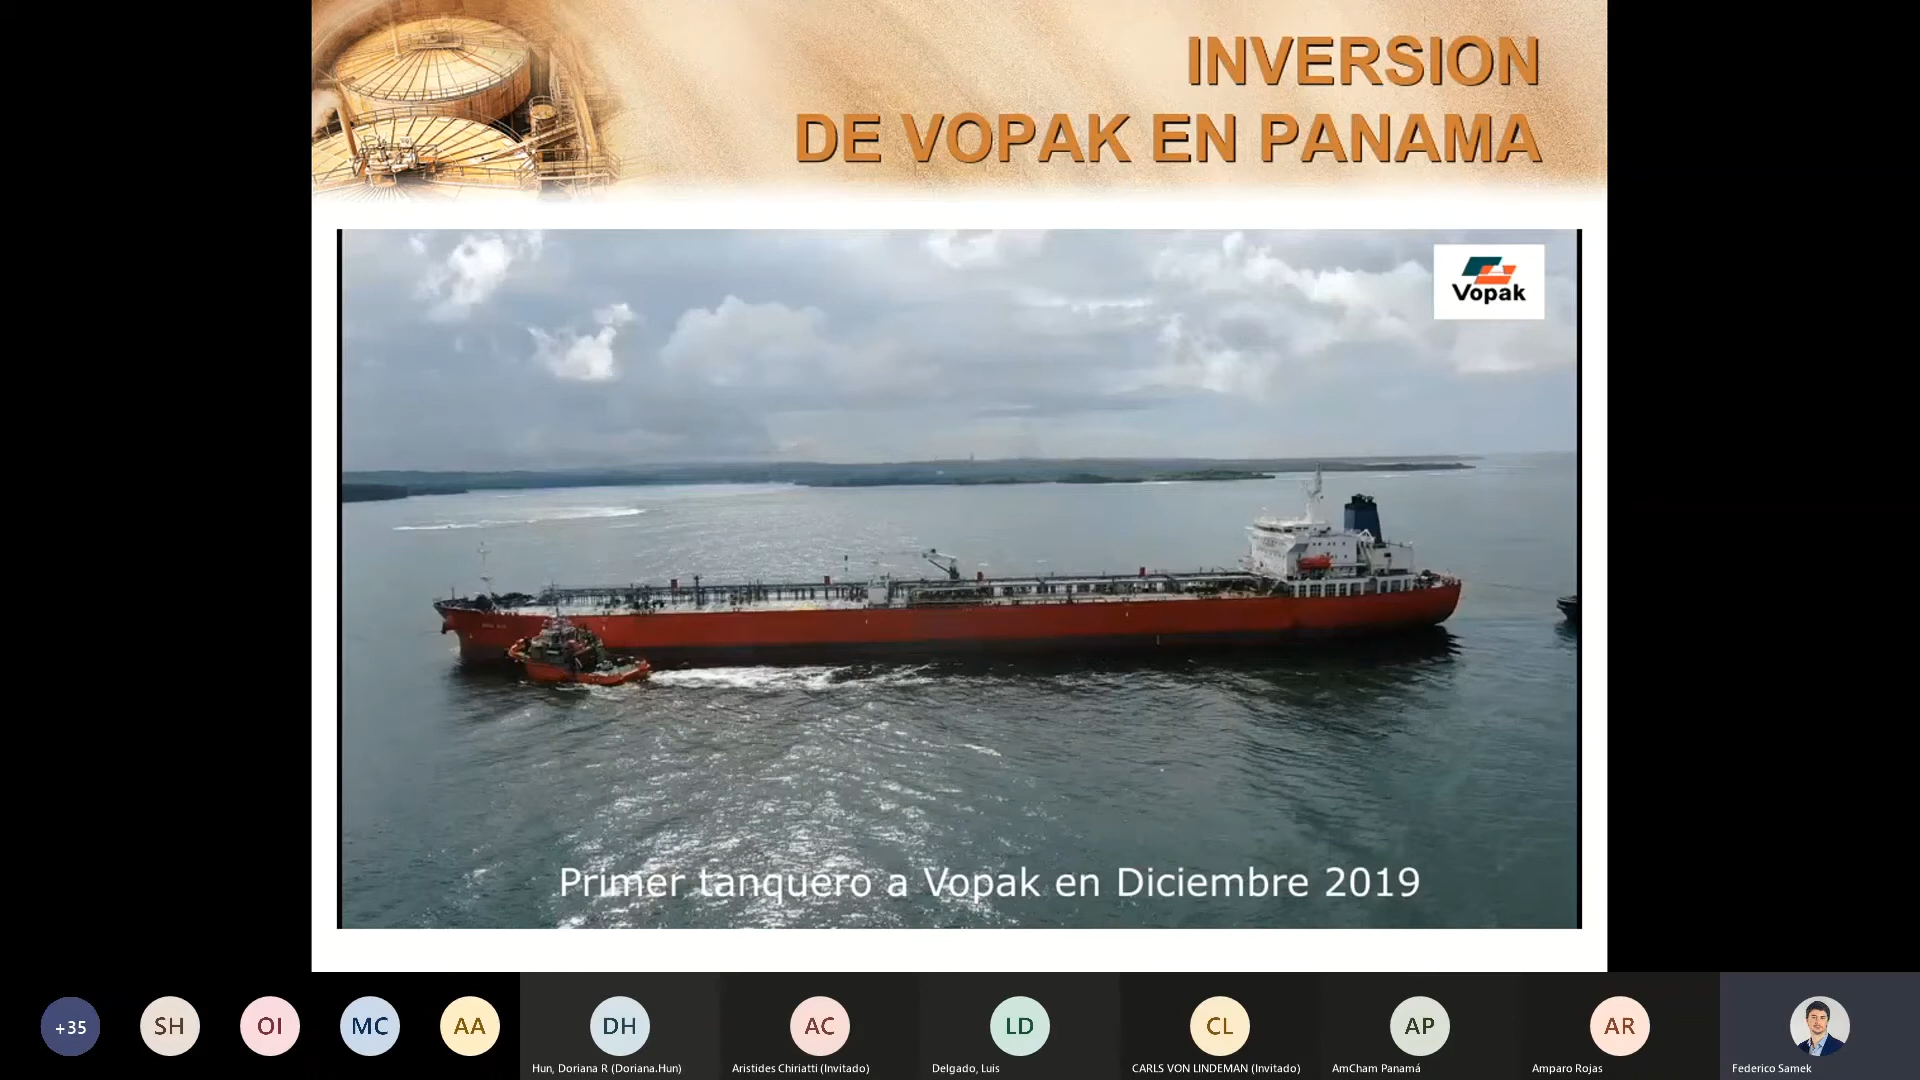 INVERSION
DE VOPAK EN PANAMA
Vopak
Primer tanquero a Vopak en Diciembre 2019
+35
SH
OI
MC
AA
DH
AC
LD
CL
AP
AR
Hun, Doriana R (Doriana.Hun)
Aristides Chiriatti (Invitado)
Delgado, Luis
CARLS VON LINDEMAN (Invitado)
AmCham Panamá
Amparo Rojas
Federico Samek